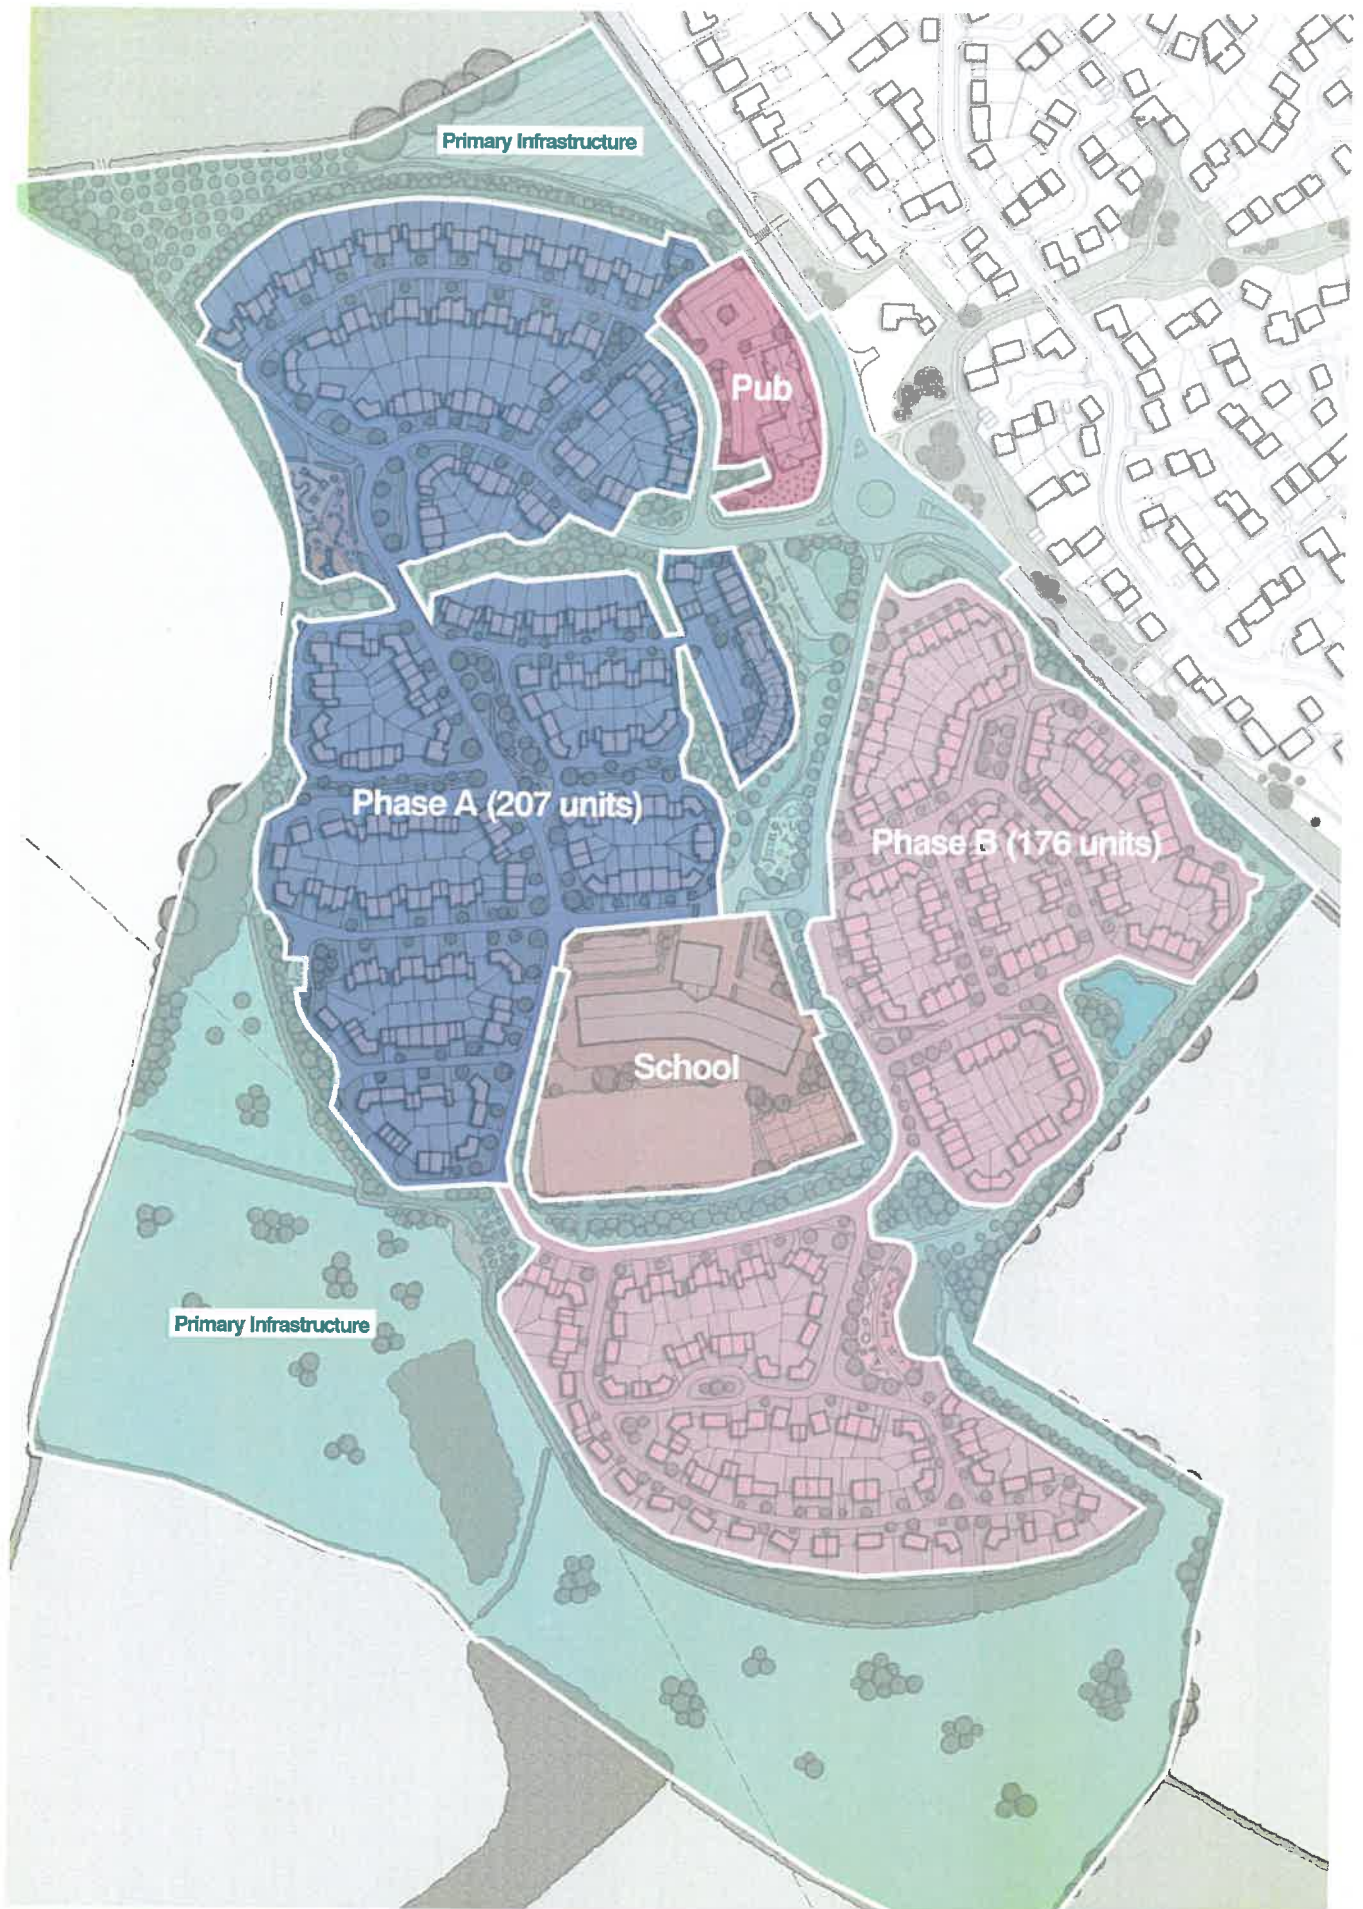 Primary Infrastructure
Pub
Phase A (207 units)
Phase B (176 units)
School
Primary Infrastructure